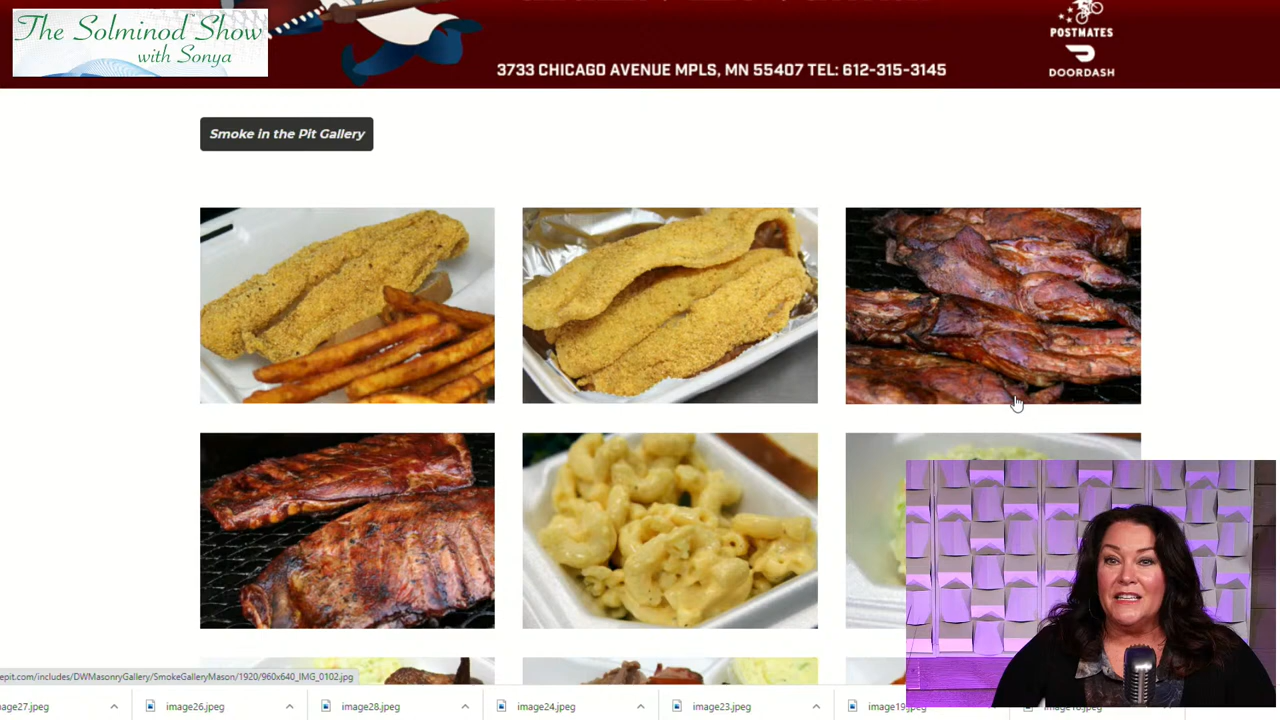 The Solminod Show
with Sonya
POSTMATES
DOORDASH
3733 CHICAGO AVENUE MPLS, MN 55407 TEL: 612-315-3145
Smoke in the Pit Gallery
epit.com/includes/DWMasonryGallery/SmokeGalleryMason/1920/960x640_IMG_0102.jpg
age27.jpeg
image26.jpeg
image28.jpeg
image24.jpeg
image23.jpeg